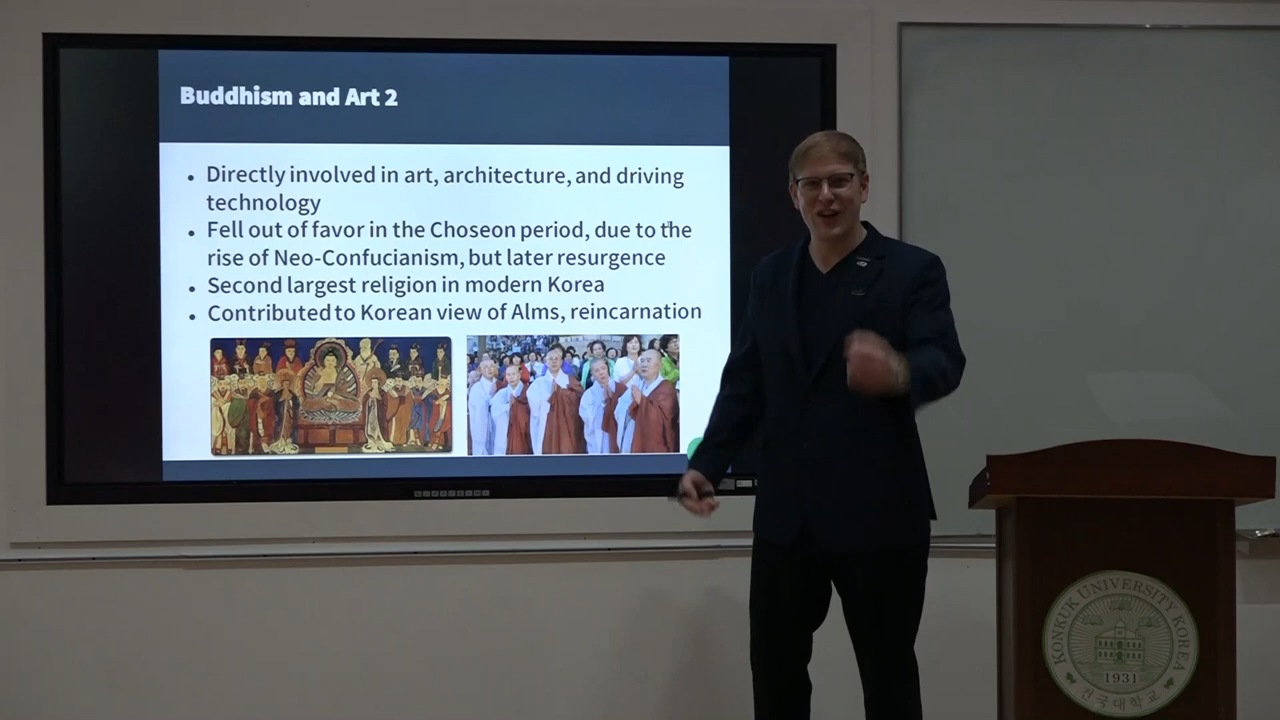 Buddhism and Art 2
• Directly involved in art, architecture, and driving
technology
• Fell out of favor in the Choseon period, due to the
rise of Neo-Confucianism, but later resurgence
• Second largest religion in modern Korea
• Contributed to Korean view of Alms, reincarnation
KONKUK UNIVERSITY KOREA
1931
건국대학교